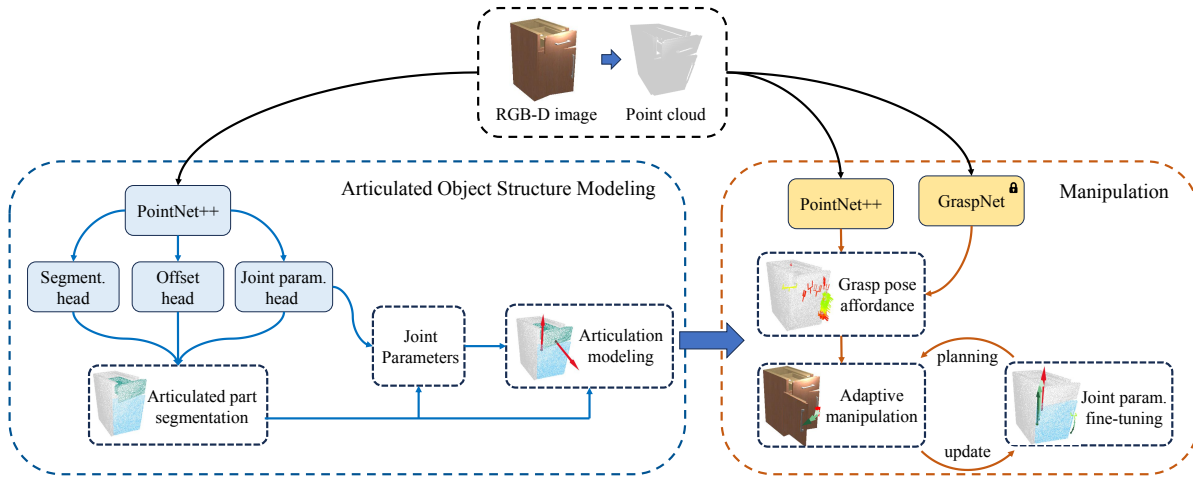 RGB-D image
Point cloud
Articulated Object Structure Modeling
PointNet++
Segment.
head
Offset
head
Joint param.
head
Joint
Parameters
Articulation
modeling
Articulated part
segmentation
Manipulation
PointNet++
GraspNet
Grasp pose
affordance
planning
Adaptive
manipulation
Joint param.
fine-tuning
update